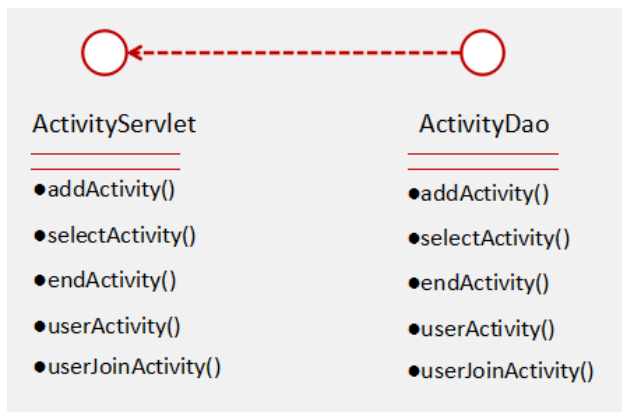 ActivityServlet
●addActivity()
●selectActivity()
●endActivity()
●userActivity()
●userJoinActivity()
ActivityDao
●addActivity()
●selectActivity()
●endActivity()
●userActivity()
●userJoinActivity()